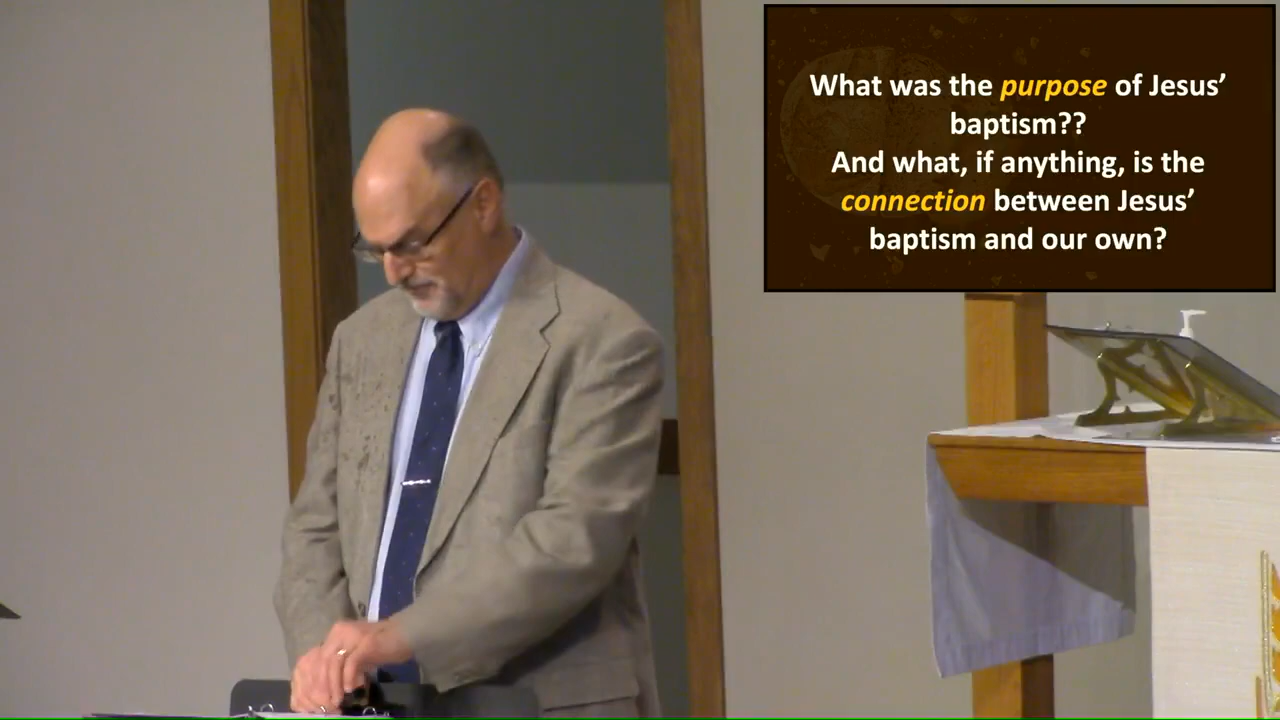 What was the purpose of Jesus’
baptism??
And what, if anything, is the
connection between Jesus’
baptism and our own?